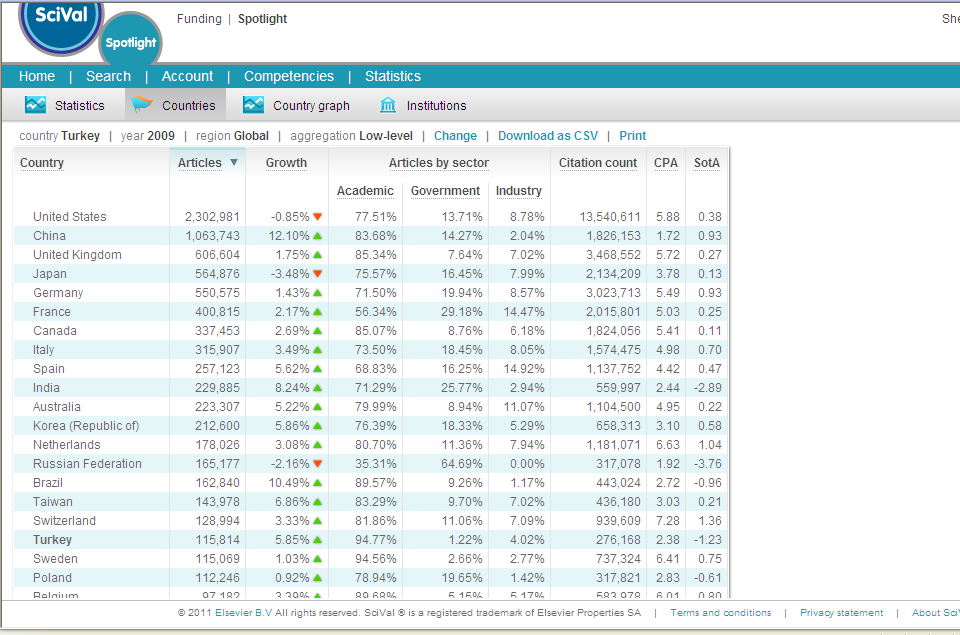 SciVal
Spotlight
Funding | Spotlight
She
Home | Search | Account | Competencies | Statistics
Statistics Countries Country graph Institutions
country Turkey | year 2009 | region Global | aggregation Low-level | Change | Download as CSV | Print
Country Articles ▼ Growth Articles by sector Citation count CPA SotA
Academic Government Industry
United States 2,302,981 -0.85% 77.51% 13.71% 8.78% 13,540,611 5.88 0.38
China 1,063,743 12.10% 83.68% 14.27% 2.04% 1,826,153 1.72 0.93
United Kingdom 606,604 1.75% 85.34% 7.64% 7.02% 3,468,552 5.72 0.27
Japan 564,876 -3.48% 75.57% 16.45% 7.99% 2,134,209 3.78 0.13
Germany 550,575 1.43% 71.50% 19.94% 8.57% 3,023,713 5.49 0.93
France 400,815 2.17% 56.34% 29.18% 14.47% 2,015,801 5.03 0.25
Canada 337,453 2.69% 85.07% 8.76% 6.18% 1,824,056 5.41 0.11
Italy 315,907 3.49% 73.50% 18.45% 8.05% 1,574,475 4.98 0.70
Spain 257,123 5.62% 68.83% 16.25% 14.92% 1,137,752 4.42 0.47
India 229,885 8.24% 71.29% 25.77% 2.94% 559,997 2.44 -2.89
Australia 223,307 5.22% 79.99% 8.94% 11.07% 1,104,500 4.95 0.22
Korea (Republic of) 212,600 5.86% 76.39% 18.33% 5.29% 658,313 3.10 0.58
Netherlands 178,026 3.08% 80.70% 11.36% 7.94% 1,181,071 6.63 1.04
Russian Federation 165,177 -2.16% 35.31% 64.69% 0.00% 317,078 1.92 -3.76
Brazil 162,840 10.49% 89.57% 9.26% 1.17% 443,024 2.72 -0.96
Taiwan 143,978 6.86% 83.29% 9.70% 7.02% 436,180 3.03 0.21
Switzerland 128,994 3.33% 81.86% 11.06% 7.09% 939,609 7.28 1.36
Turkey 115,814 5.85% 94.77% 1.22% 4.02% 276,168 2.38 -1.23
Sweden 115,069 1.03% 94.56% 2.66% 2.77% 737,324 6.41 0.75
Poland 112,246 0.92% 78.94% 19.65% 1.42% 317,821 2.83 -0.61
Belgium 97,182 3.39% 89.68% 5.15% 5.17% 583,978 6.01 0.80
© 2011 Elsevier B.V All rights reserved. SciVal ® is a registered trademark of Elsevier Properties SA | Terms and conditions | Privacy statement | About SciV